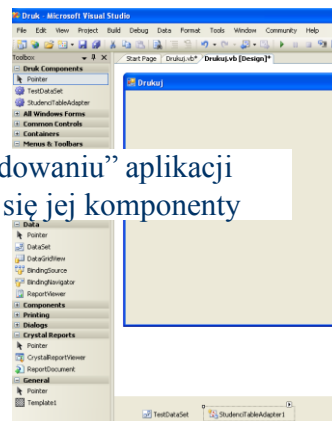 Druk - Microsoft Visual Studio
File Edit View Project Build Debug Data Format Tools Window Community Help
Toolbox
Start Page Drukuj.vb* Drukuj.vb [Design]*
Druk Components
Pointer
TestDataSet
StudenciTableAdapter
All Windows Forms
Common Controls
Containers
Menus & Toolbars
Drukuj
dowaniu” aplikacji
się jej komponenty
Data
Pointer
DataSet
DataGridView
BindingSource
BindingNavigator
ReportViewer
Components
Printing
Dialogs
Crystal Reports
Pointer
CrystalReportViewer
ReportDocument
General
Pointer
Template1
TestDataSet StudenciTableAdapter1